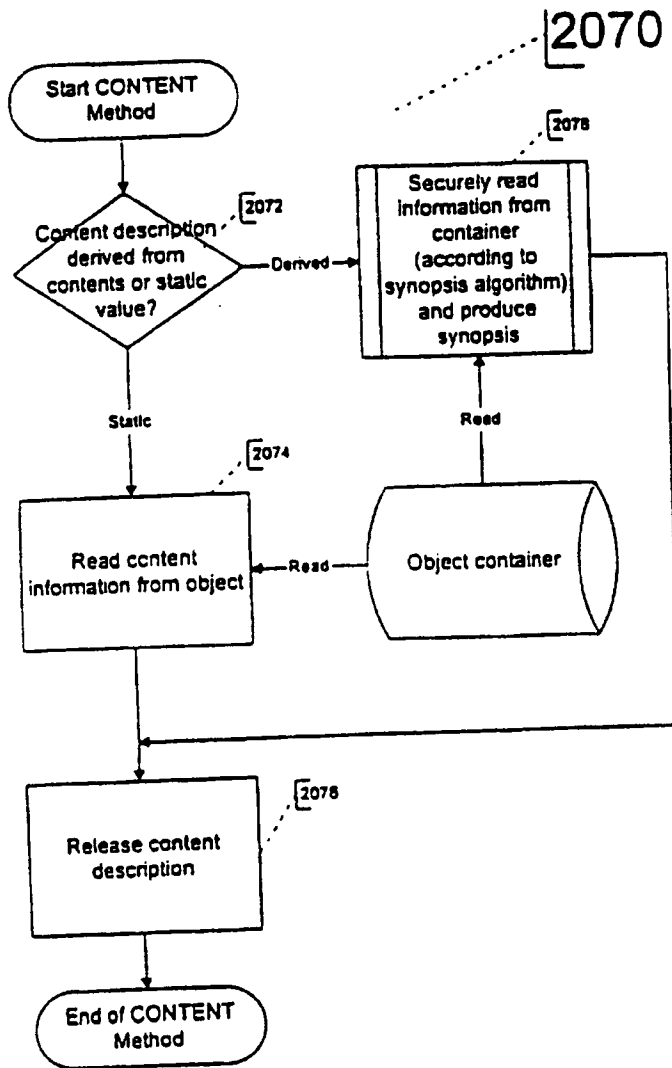 2070
Start CONTENT
Method
2078
Securely read
information from
container
(according to
synopsis algorithm)
and produce
synopsis
2072
Content description
derived from
contents or static
value?
Derived
Static
Read
2074
Read content
information from object
Read
Object container
2076
Release content
description
End of CONTENT
Method